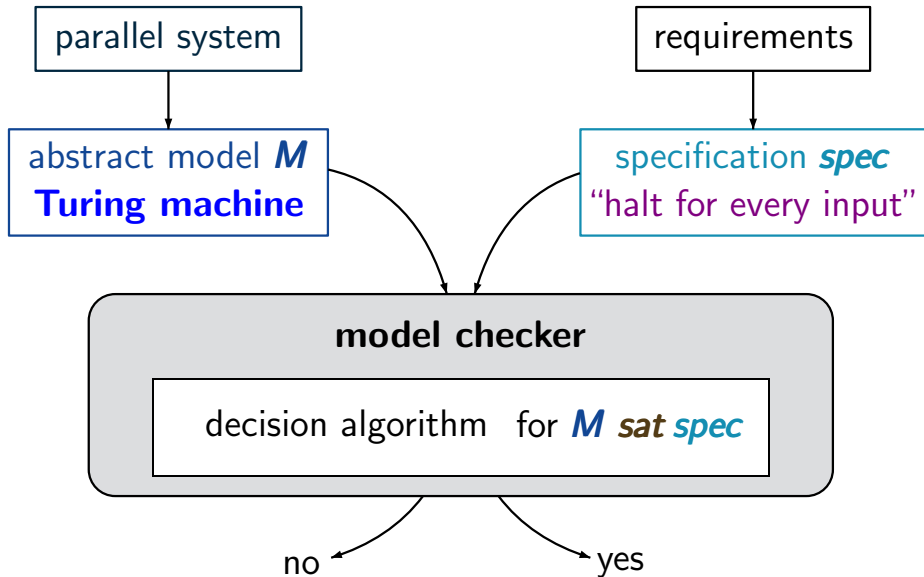 parallel system
requirements
abstract model M
Turing machine
specification spec
“halt for every input”
model checker
decision algorithm for M sat spec
no
yes